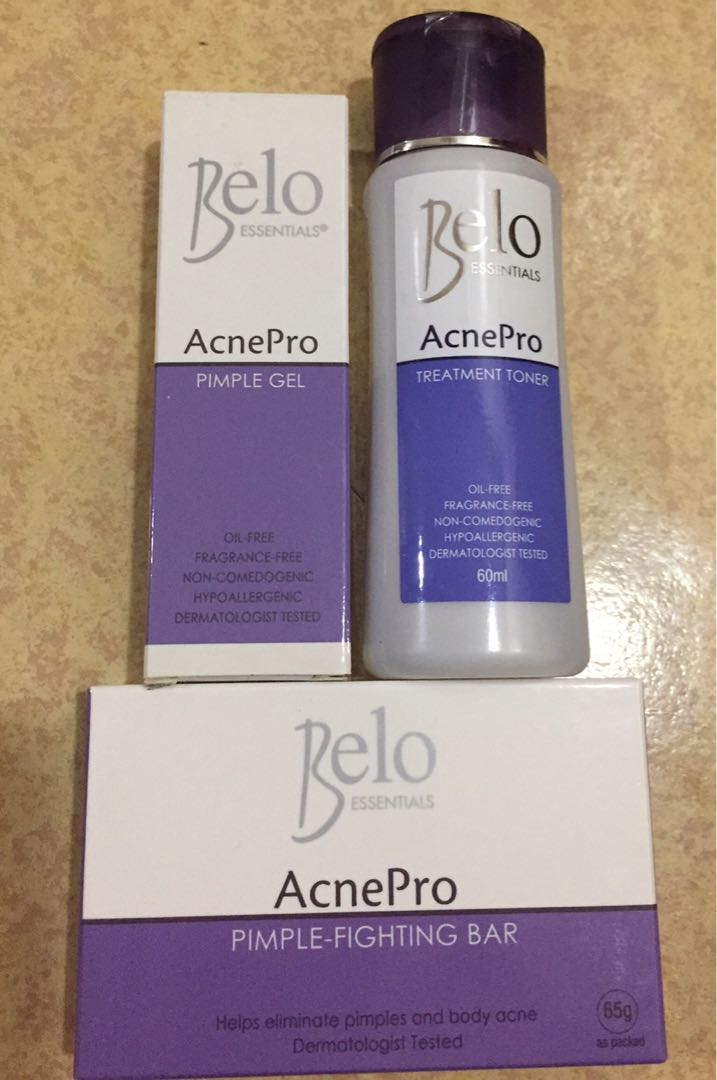 Belo
ESSENTIALS®
AcnePro
PIMPLE GEL
OIL-FREE
FRAGRANCE-FREE
NON-COMEDOGENIC
HYPOALLERGENIC
DERMATOLOGIST TESTED
Belo
ESSENTIALS
AcnePro
TREATMENT TONER
OIL-FREE
FRAGRANCE-FREE
NON-COMEDOGENIC
HYPOALLERGENIC
DERMATOLOGIST TESTED
60ml
Belo
ESSENTIALS
AcnePro
PIMPLE-FIGHTING BAR
Helps eliminate pimples and body acne
Dermatologist Tested
65g
as packed